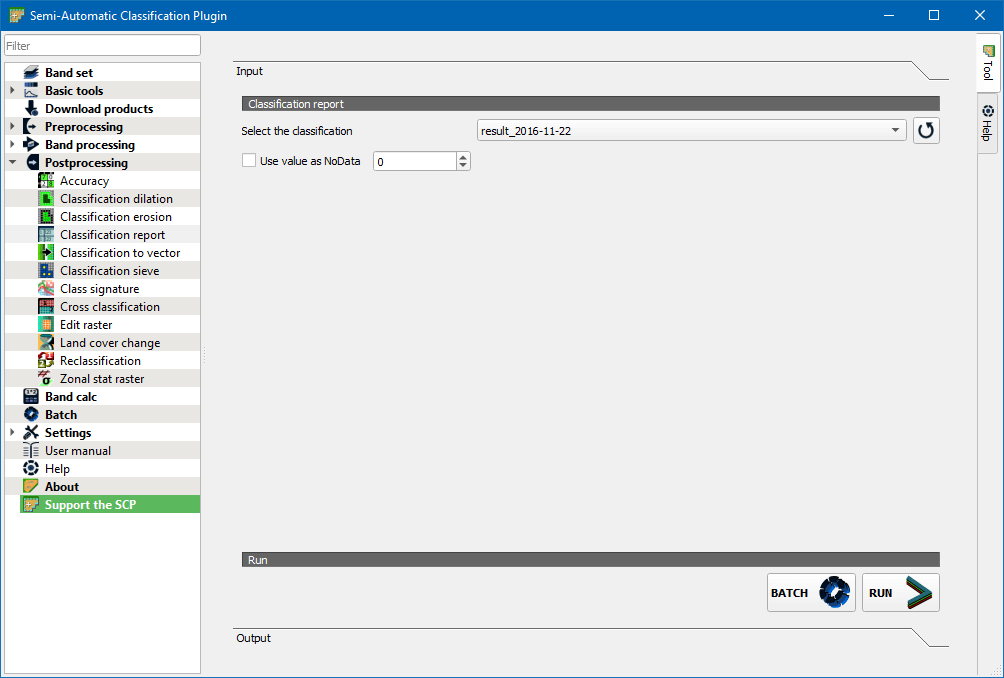 Semi-Automatic Classification Plugin
Filter
Band set
Basic tools
Download products
Preprocessing
Band processing
Postprocessing
Accuracy
Classification dilation
Classification erosion
Classification report
Classification to vector
Classification sieve
Class signature
Cross classification
Edit raster
Land cover change
Reclassification
Zonal stat raster
Band calc
Batch
Settings
User manual
Help
About
Support the SCP
Input
Classification report
Select the classification
result_2016-11-22
Use value as NoData
0
Run
BATCH
RUN
Output
Tool
Help